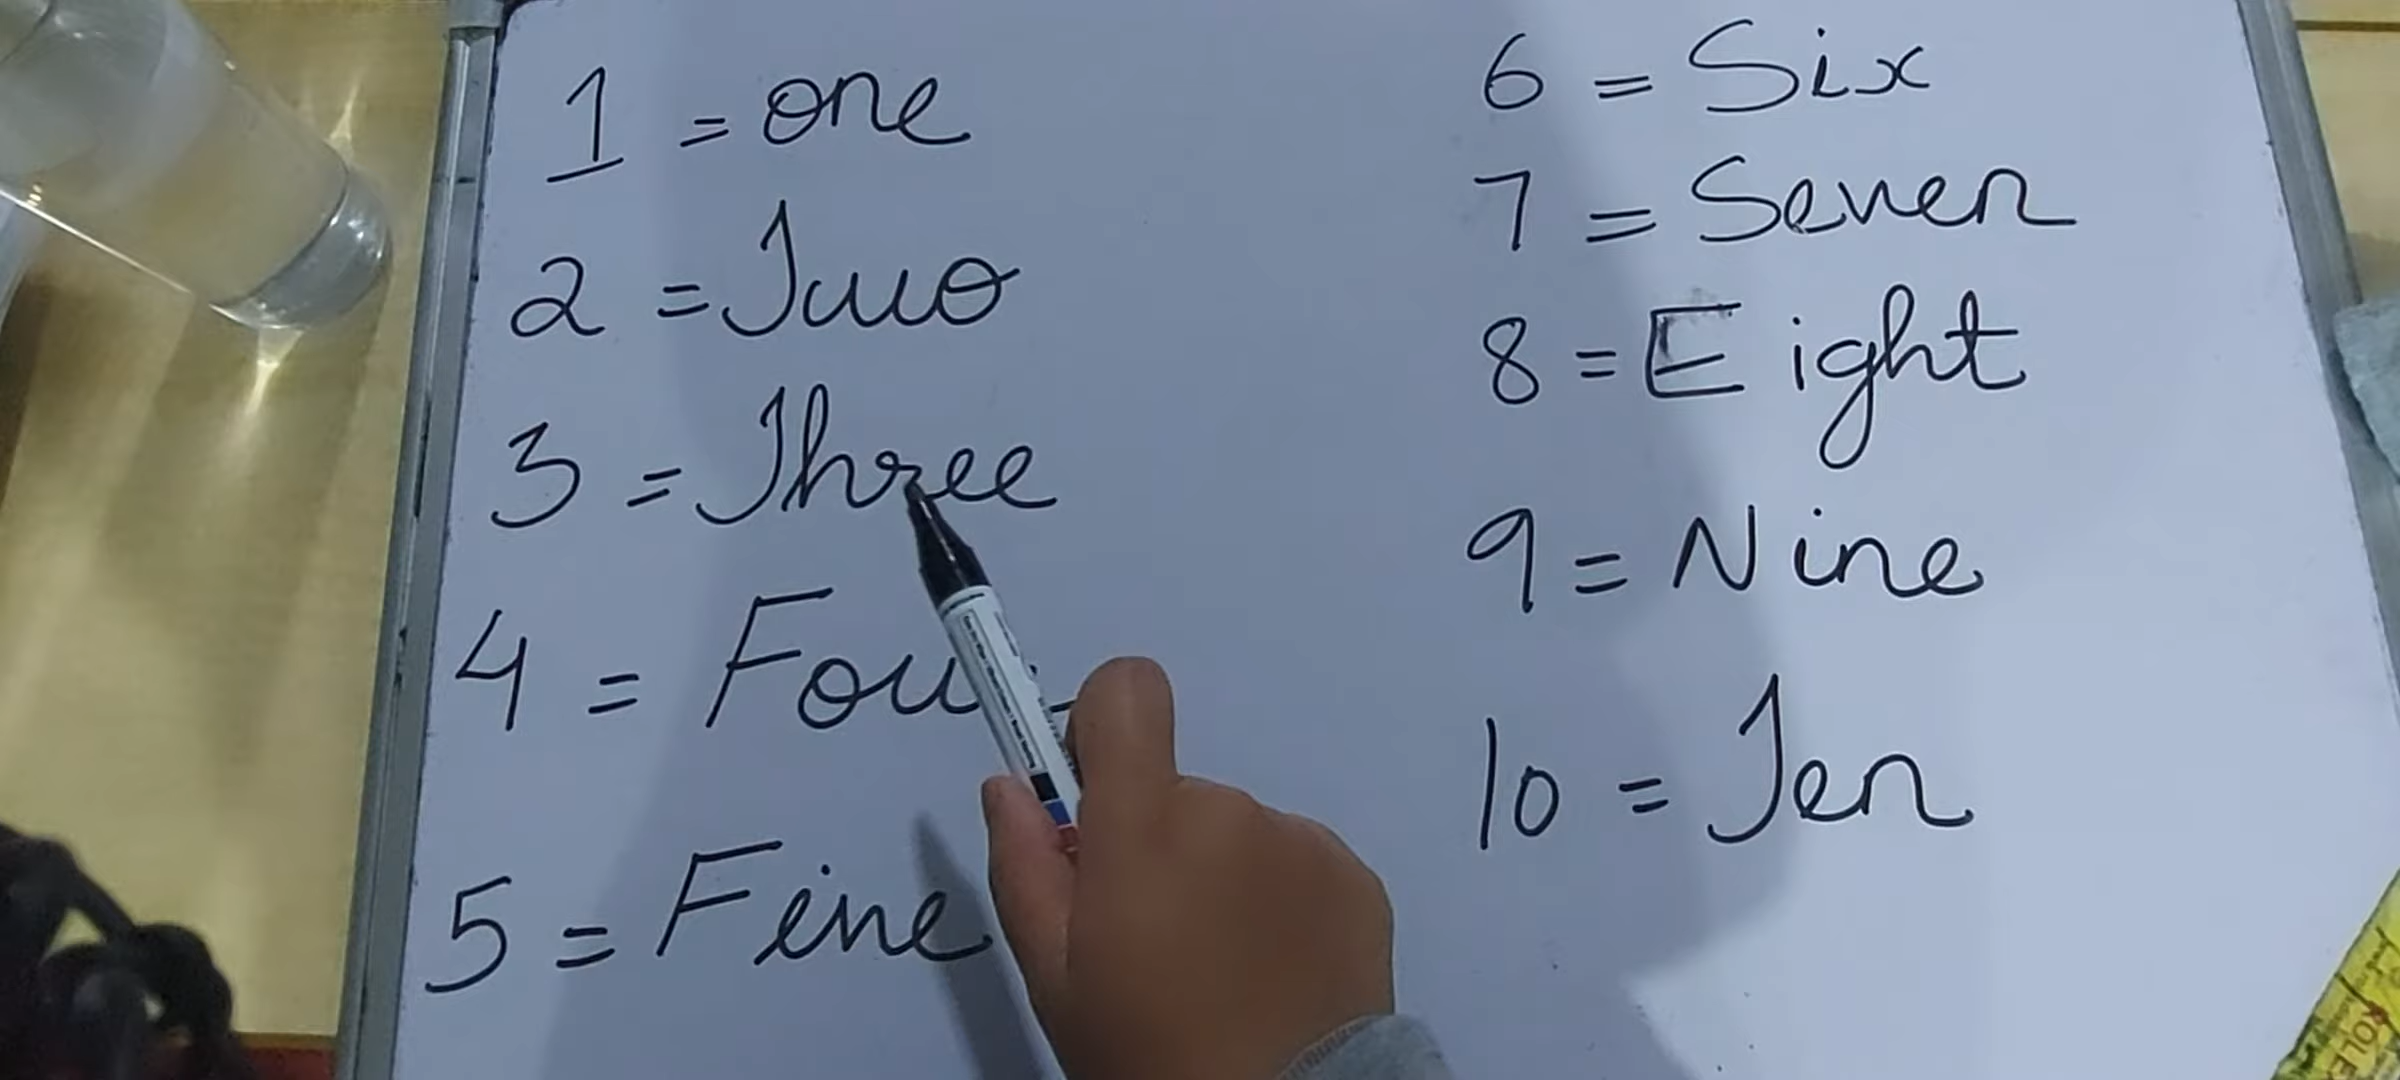 1 = one
2 = Two
3 = Three
4 = Fou
5 = Five
6 = Six
7 = Seven
8 = Eight
9 = Nine
10 = Ten